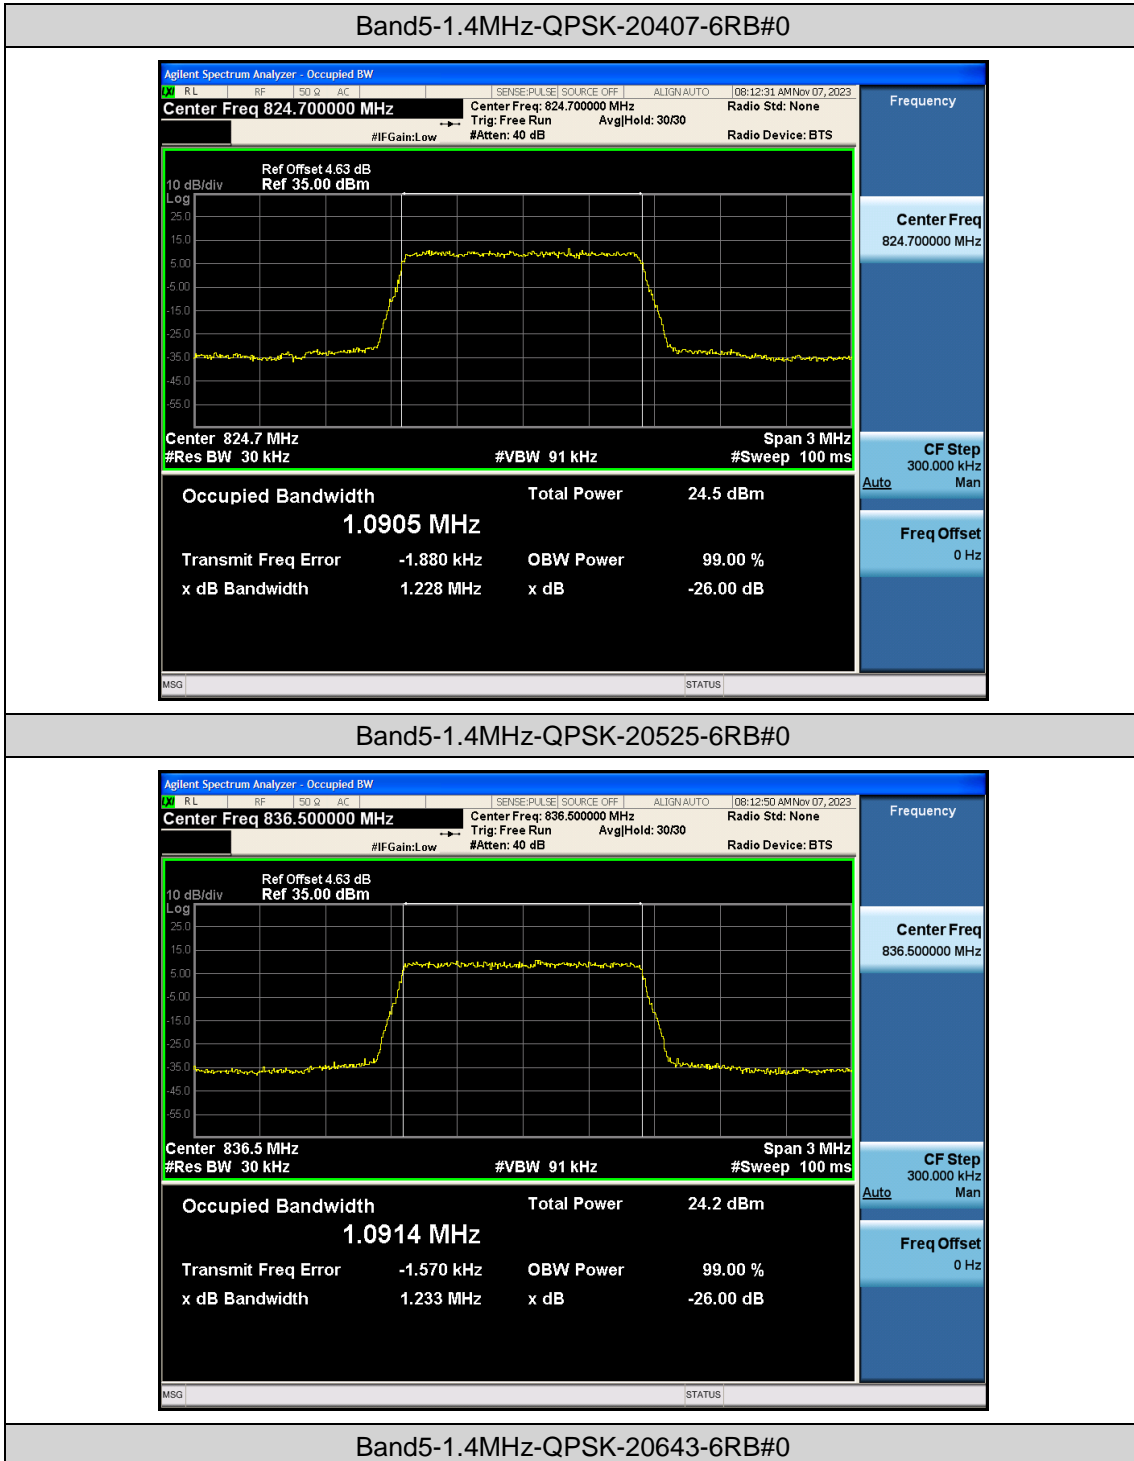 Band5-1.4MHz-QPSK-20407-6RB#0
Agilent Spectrum Analyzer - Occupied BW
LXI RL RF 50 Ω AC SENSE:PULSE SOURCE OFF ALIGN AUTO 08:12:31 AM Nov 07, 2023
Center Freq 824.700000 MHz Center Freq: 824.700000 MHz Radio Std: None
Trig: Free Run Avg|Hold: 30/30
#IFGain:Low #Atten: 40 dB Radio Device: BTS
Frequency
Ref Offset 4.63 dB
10 dB/div Ref 35.00 dBm
Log
25.0
15.0
5.00
-5.00
-15.0
-25.0
-35.0
-45.0
-55.0
Center 824.7 MHz Span 3 MHz
#Res BW 30 kHz #VBW 91 kHz #Sweep 100 ms
Occupied Bandwidth Total Power 24.5 dBm
1.0905 MHz
Transmit Freq Error -1.880 kHz OBW Power 99.00 %
x dB Bandwidth 1.228 MHz x dB -26.00 dB
Center Freq
824.700000 MHz
CF Step
300.000 kHz
Auto Man
Freq Offset
0 Hz
MSG STATUS
Band5-1.4MHz-QPSK-20525-6RB#0
Agilent Spectrum Analyzer - Occupied BW
LXI RL RF 50 Ω AC SENSE:PULSE SOURCE OFF ALIGN AUTO 08:12:50 AM Nov 07, 2023
Center Freq 836.500000 MHz Center Freq: 836.500000 MHz Radio Std: None
Trig: Free Run Avg|Hold: 30/30
#IFGain:Low #Atten: 40 dB Radio Device: BTS
Frequency
Ref Offset 4.63 dB
10 dB/div Ref 35.00 dBm
Log
25.0
15.0
5.00
-5.00
-15.0
-25.0
-35.0
-45.0
-55.0
Center 836.5 MHz Span 3 MHz
#Res BW 30 kHz #VBW 91 kHz #Sweep 100 ms
Occupied Bandwidth Total Power 24.2 dBm
1.0914 MHz
Transmit Freq Error -1.570 kHz OBW Power 99.00 %
x dB Bandwidth 1.233 MHz x dB -26.00 dB
Center Freq
836.500000 MHz
CF Step
300.000 kHz
Auto Man
Freq Offset
0 Hz
MSG STATUS
Band5-1.4MHz-QPSK-20643-6RB#0